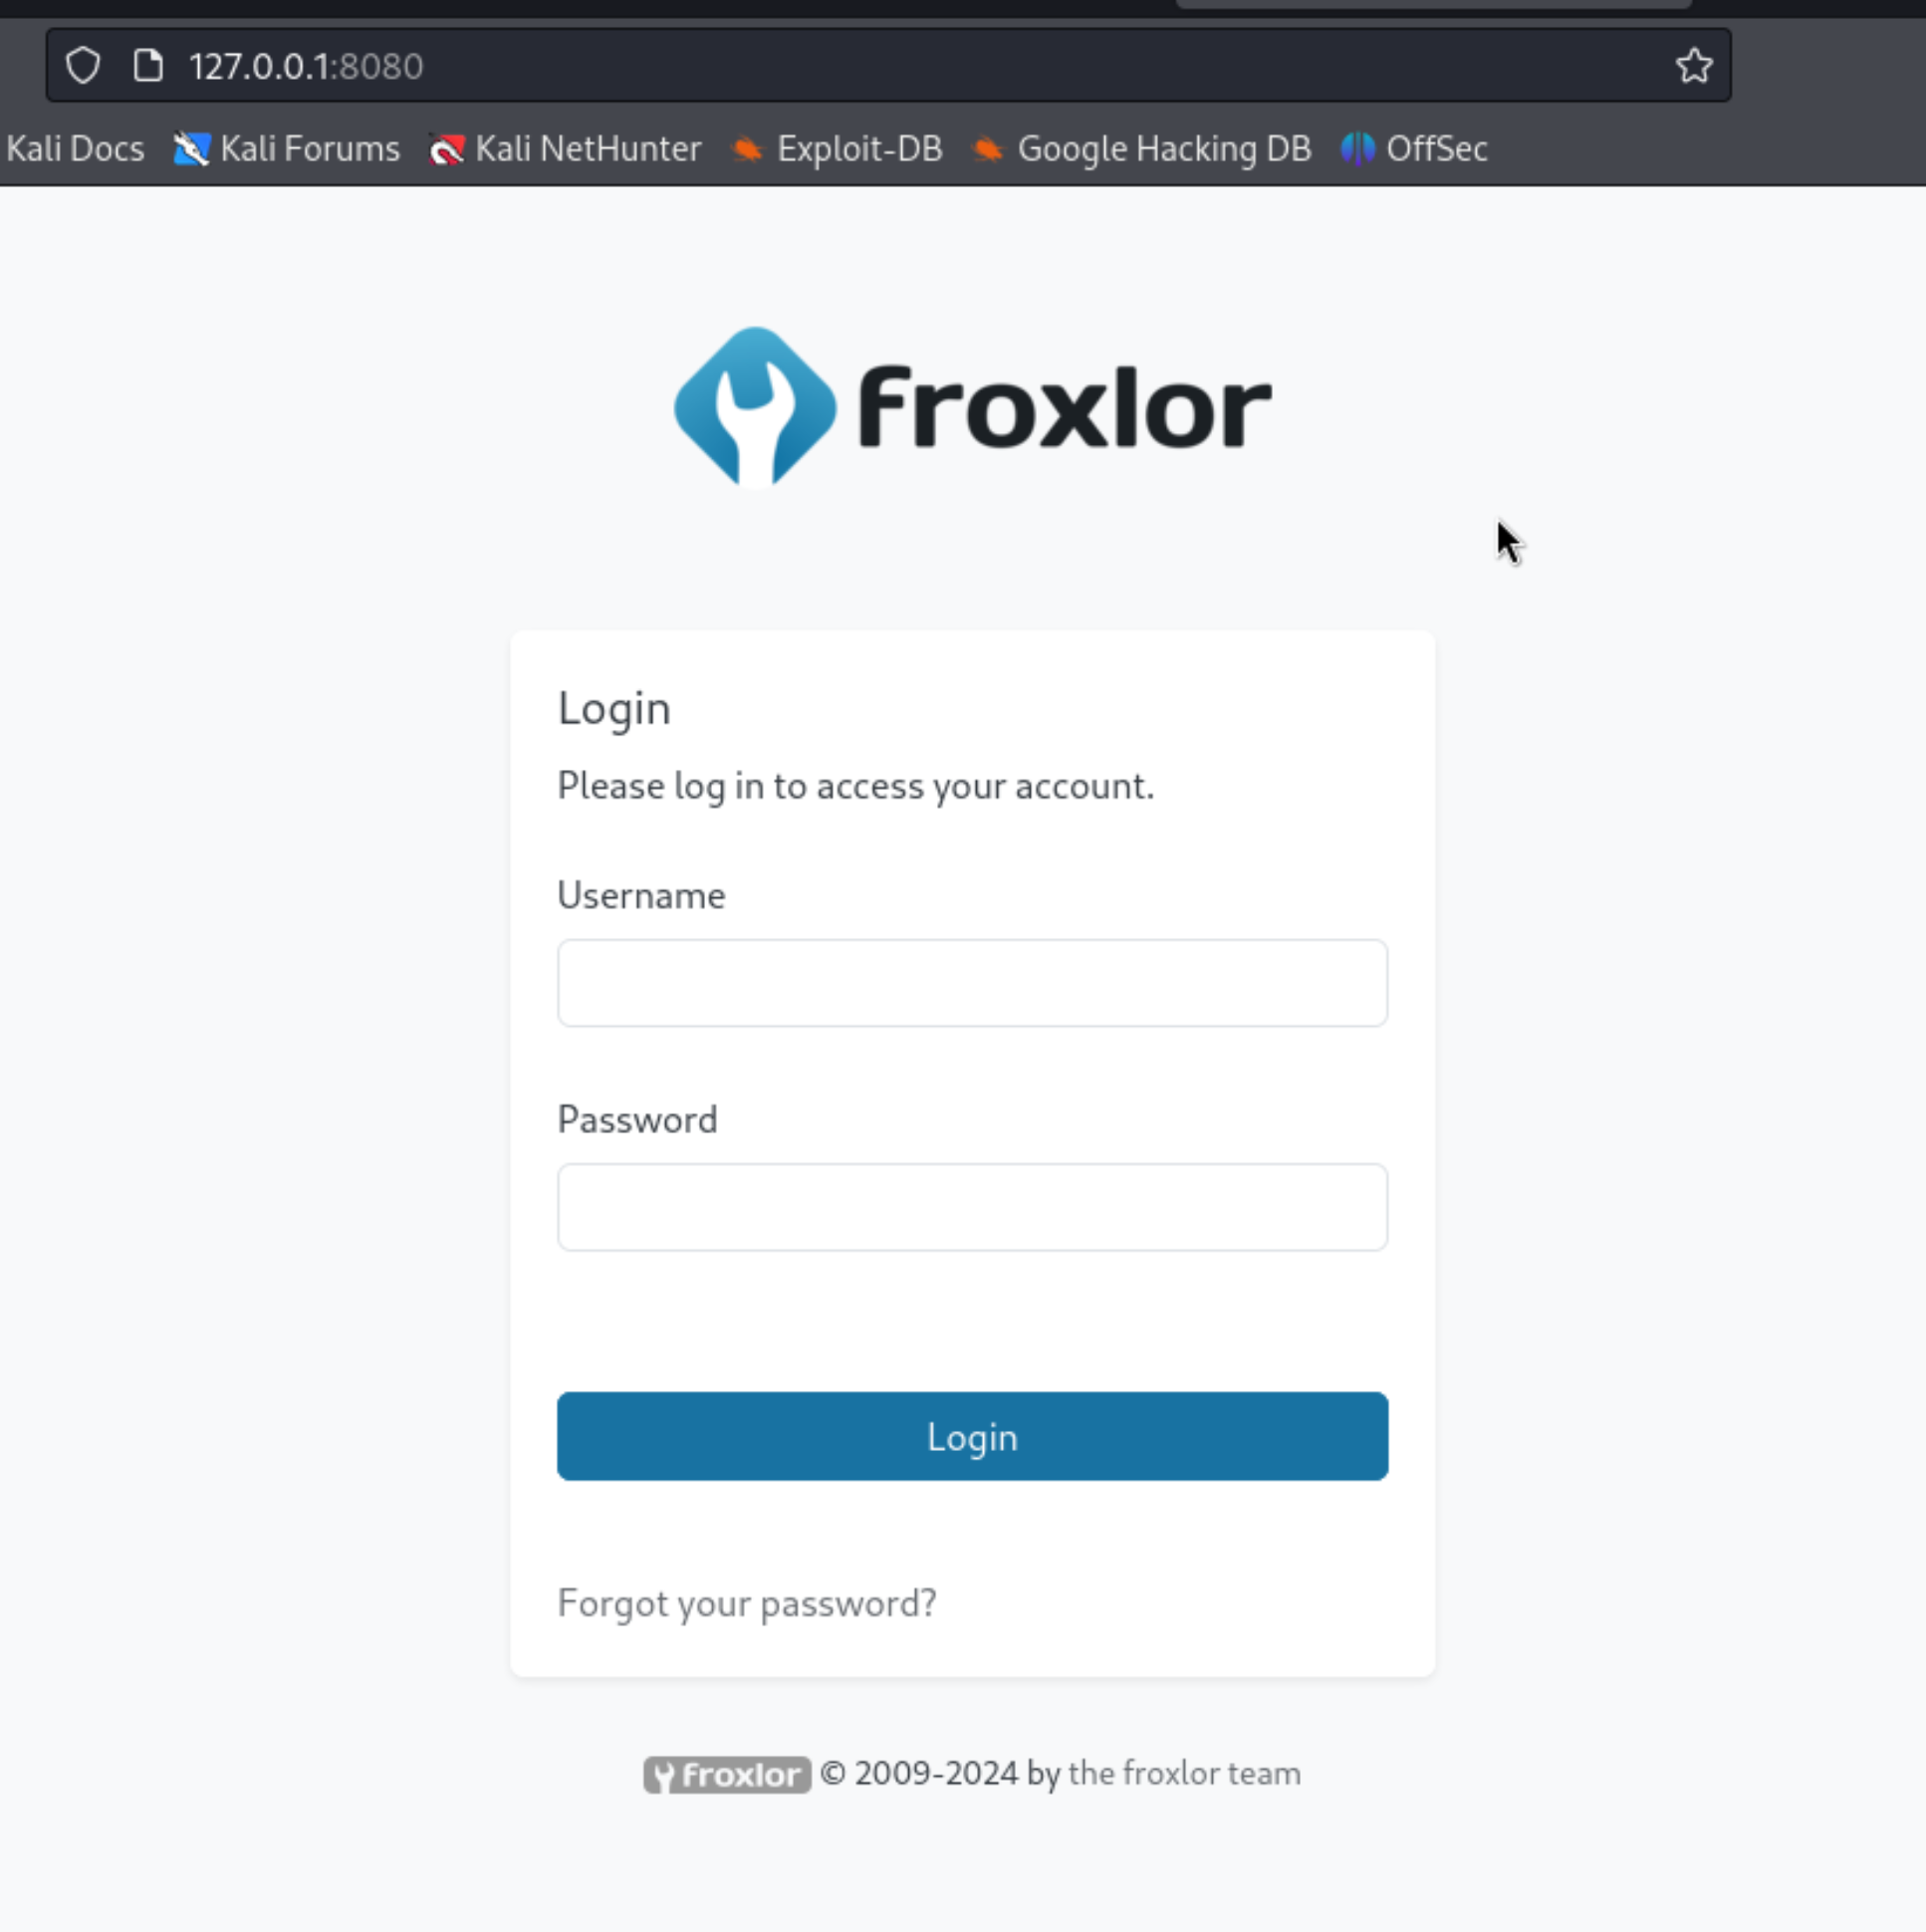 127.0.0.1:8080
Kali Docs Kali Forums Kali NetHunter Exploit-DB Google Hacking DB OffSec
froxlor
Login
Please log in to access your account.
Username
Password
Login
Forgot your password?
froxlor © 2009-2024 by the froxlor team